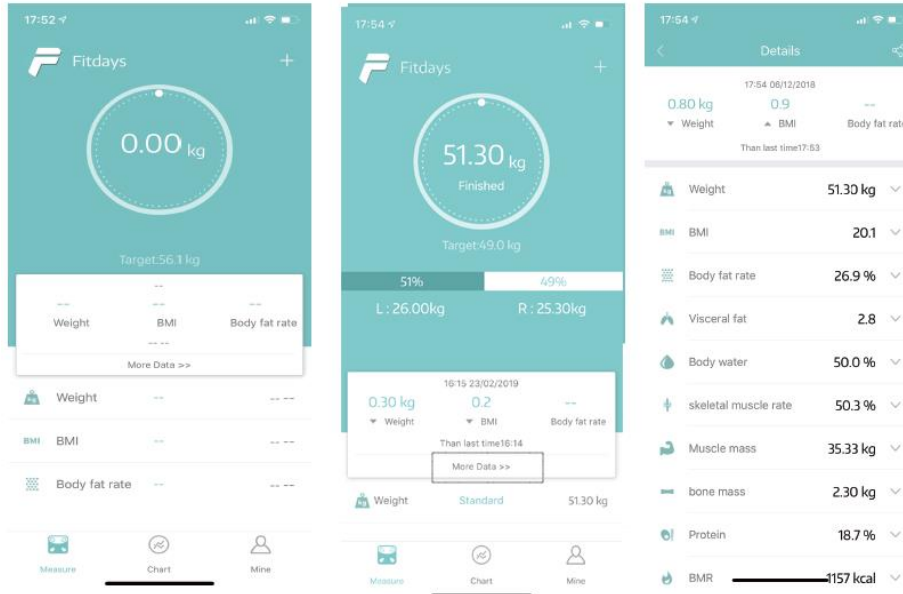 17:52
Fitdays
+
0.00 kg
Target:56.1 kg
--
-- -- --
Weight BMI Body fat rate
-- --
More Data >>
Weight -- -- --
BMI BMI -- -- --
Body fat rate -- -- --
Measure Chart Mine
17:54
Fitdays
+
51.30 kg
Finished
Target:49.0 kg
51% 49%
L : 26.00kg R : 25.30kg
16:15 23/02/2019
0.30 kg 0.2 --
Weight BMI Body fat rate
Than last time16:14
More Data >>
Weight Standard 51.30 kg
Measure Chart Mine
17:54
Details
17:54 06/12/2018
0.80 kg 0.9 --
Weight BMI Body fat rate
Than last time17:53
Weight 51.30 kg
BMI BMI 20.1
Body fat rate 26.9 %
Visceral fat 2.8
Body water 50.0 %
skeletal muscle rate 50.3 %
Muscle mass 35.33 kg
bone mass 2.30 kg
Protein 18.7 %
BMR 1157 kcal